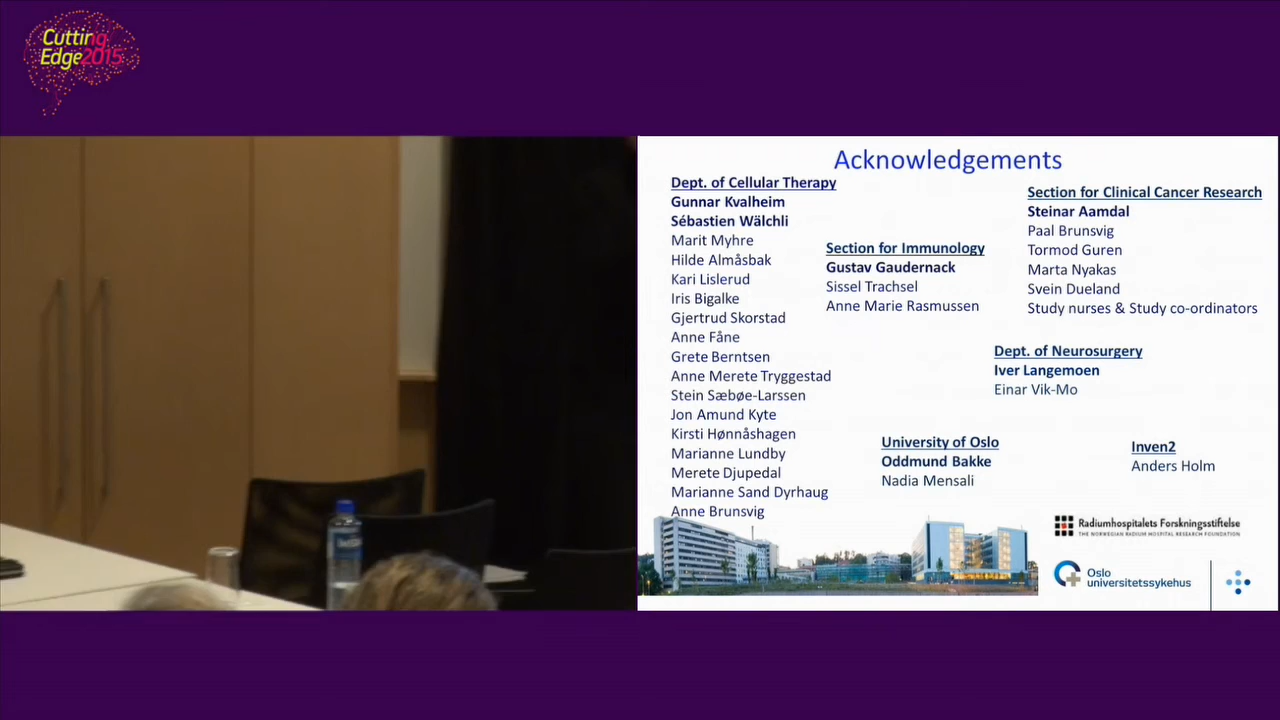 Cutting
Edge2015
Acknowledgements
Dept. of Cellular Therapy
Gunnar Kvalheim
Sébastien Wälchli
Marit Myhre
Hilde Almåsbak
Kari Lislerud
Iris Bigalke
Gjertrud Skorstad
Anne Fåne
Grete Berntsen
Anne Merete Tryggestad
Stein Sæbøe-Larssen
Jon Amund Kyte
Kirsti Hønnåshagen
Marianne Lundby
Merete Djupedal
Marianne Sand Dyrhaug
Anne Brunsvig
Section for Immunology
Gustav Gaudernack
Sissel Trachsel
Anne Marie Rasmussen
Section for Clinical Cancer Research
Steinar Aamdal
Paal Brunsvig
Tormod Guren
Marta Nyakas
Svein Dueland
Study nurses & Study co-ordinators
Dept. of Neurosurgery
Iver Langemoen
Einar Vik-Mo
University of Oslo
Oddmund Bakke
Nadia Mensali
Inven2
Anders Holm
Radiumhospitalets Forskningsstiftelse
THE NORWEGIAN RADIUM HOSPITAL RESEARCH FOUNDATION
Oslo
universitetssykehus